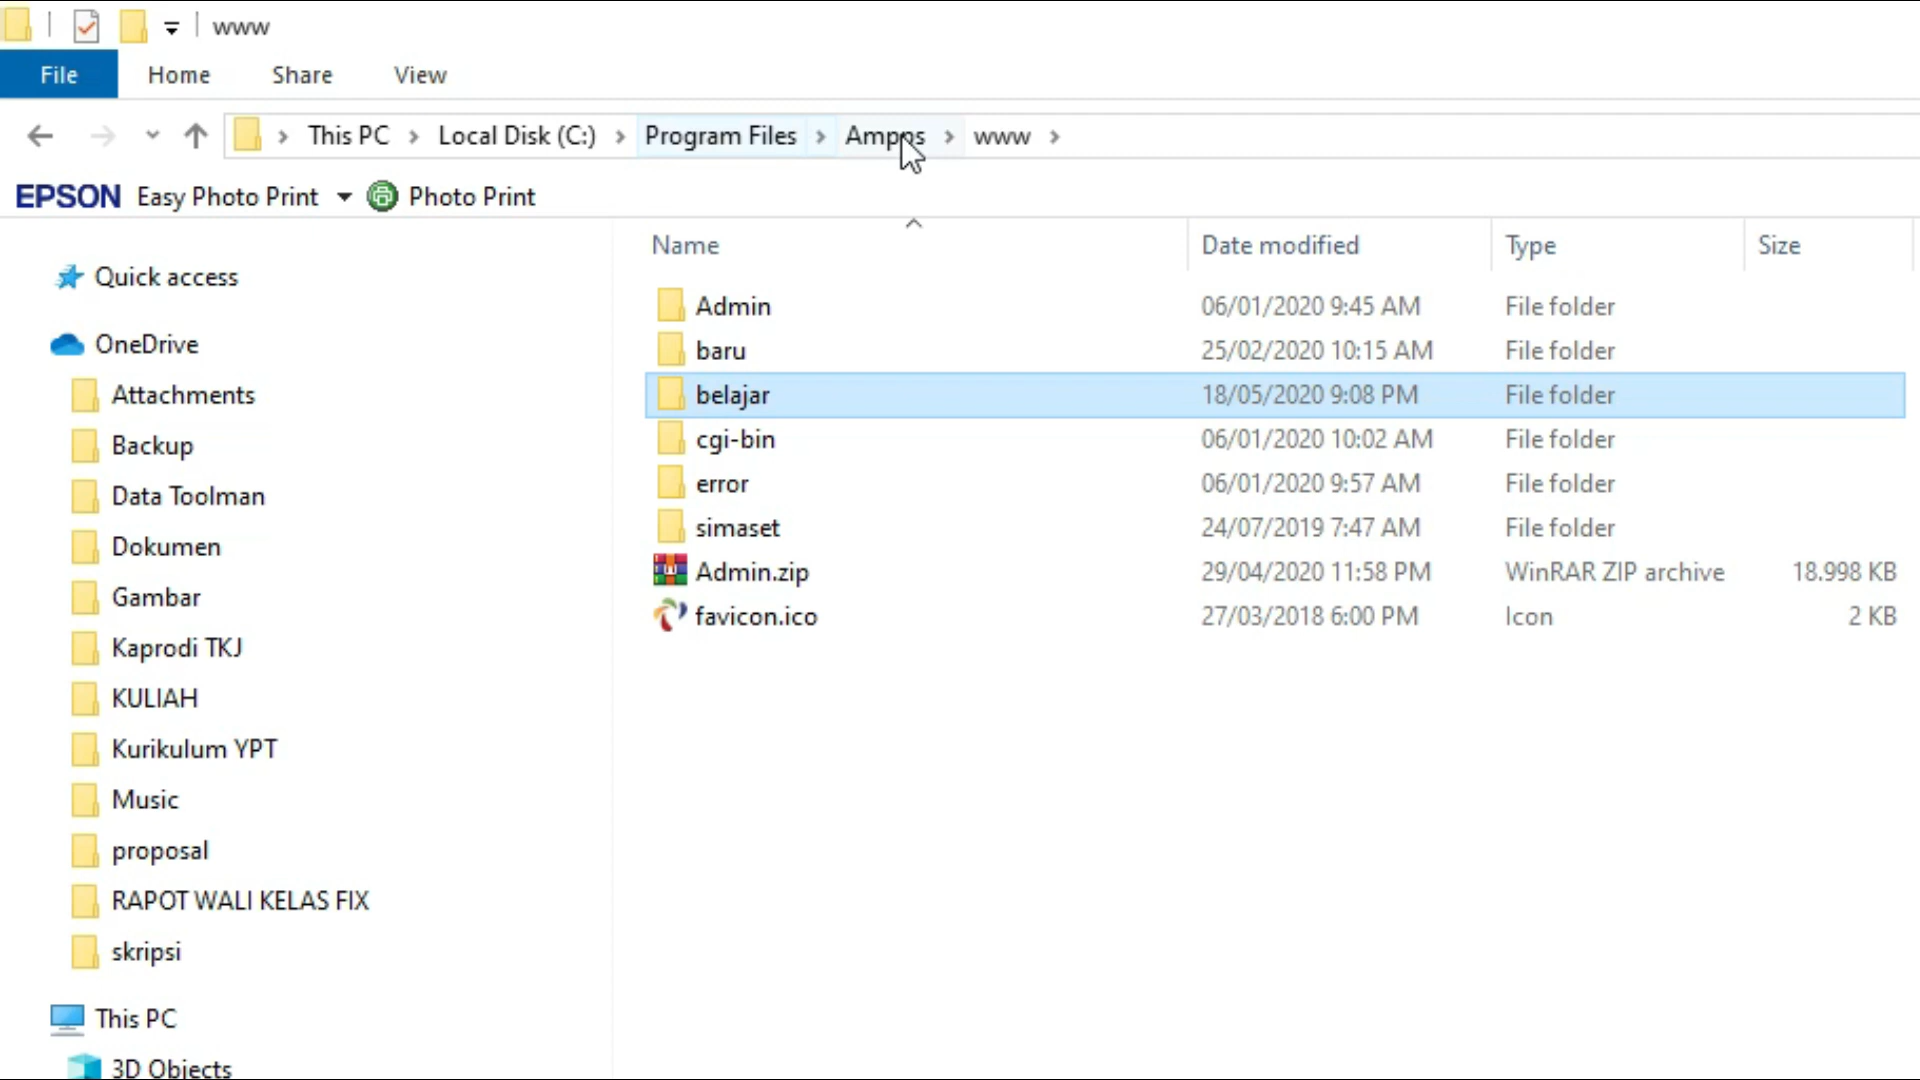 www
File Home Share View
This PC Local Disk (C:) Program Files Ampps www
EPSON Easy Photo Print Photo Print
Name Date modified Type Size
Quick access
OneDrive
Attachments
Backup
Data Toolman
Dokumen
Gambar
Kaprodi TKJ
KULIAH
Kurikulum YPT
Music
proposal
RAPOT WALI KELAS FIX
skripsi
This PC
3D Objects
Admin 06/01/2020 9:45 AM File folder
baru 25/02/2020 10:15 AM File folder
belajar 18/05/2020 9:08 PM File folder
cgi-bin 06/01/2020 10:02 AM File folder
error 06/01/2020 9:57 AM File folder
simaset 24/07/2019 7:47 AM File folder
Admin.zip 29/04/2020 11:58 PM WinRAR ZIP archive 18.998 KB
favicon.ico 27/03/2018 6:00 PM Icon 2 KB